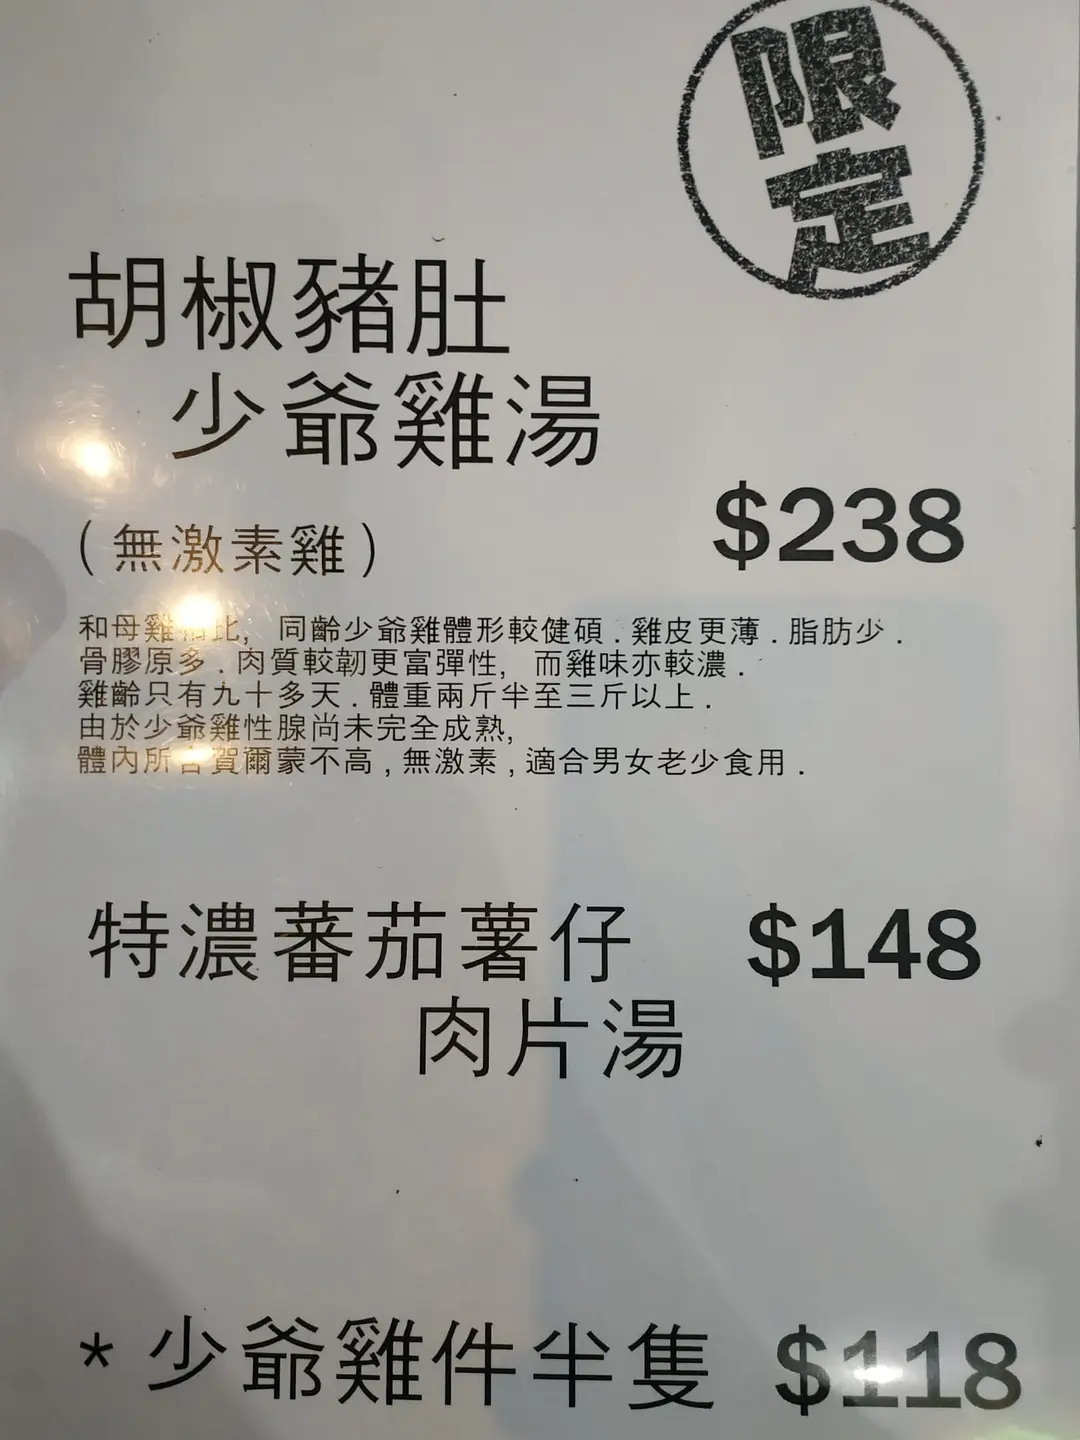 限
定
胡椒豬肚
少爺雞湯
$238
(無激素雞)
和母雞相比, 同齡少爺雞體形較健碩.雞皮更薄.脂肪少.
骨膠原多.肉質較韌更富彈性, 而雞味亦較濃.
雞齡只有九十多天.體重兩斤半至三斤以上.
由於少爺雞性腺尚未完全成熟,
體內所含賀爾蒙不高,無激素,適合男女老少食用.
特濃蕃茄薯仔 $148
肉片湯
*少爺雞件半隻 $118